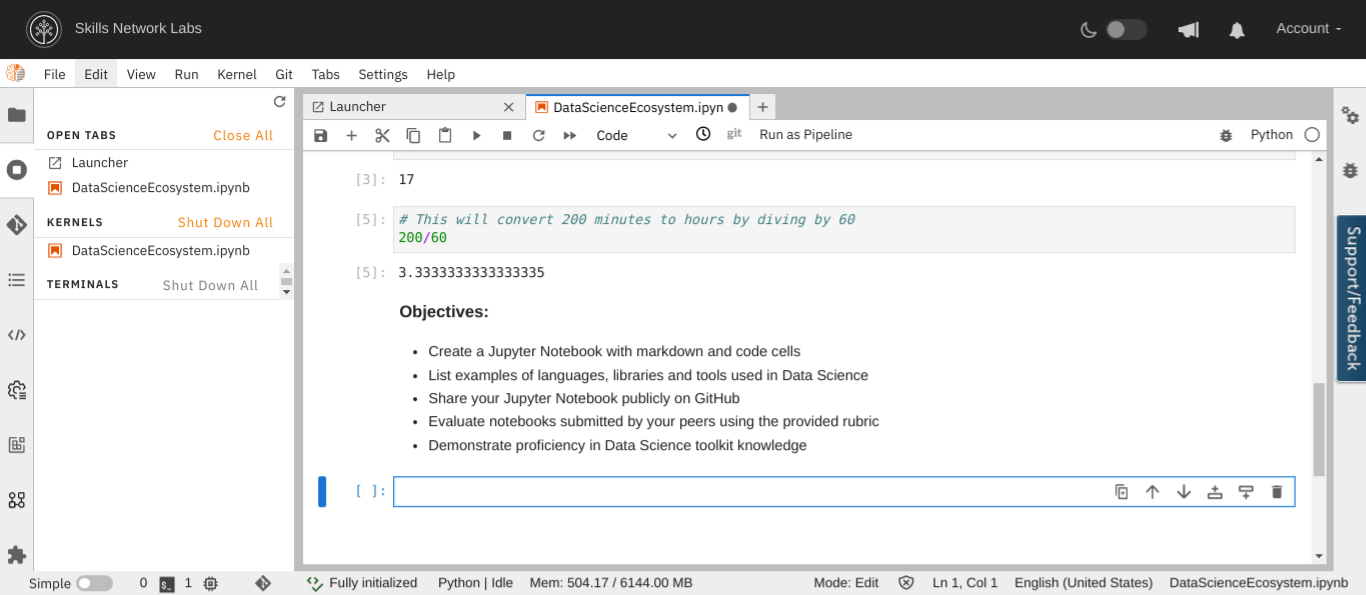 Skills Network Labs
Account
File Edit View Run Kernel Git Tabs Settings Help
OPEN TABS Close All
Launcher
DataScienceEcosystem.ipynb
KERNELS Shut Down All
DataScienceEcosystem.ipynb
TERMINALS Shut Down All
Launcher
DataScienceEcosystem.ipyn
Code
git
Run as Pipeline
Python
[3]: 17
[5]: # This will convert 200 minutes to hours by diving by 60
200/60
[5]: 3.3333333333333335
Objectives:
• Create a Jupyter Notebook with markdown and code cells
• List examples of languages, libraries and tools used in Data Science
• Share your Jupyter Notebook publicly on GitHub
• Evaluate notebooks submitted by your peers using the provided rubric
• Demonstrate proficiency in Data Science toolkit knowledge
[ ]:
Support/Feedback
Simple 0 $_ 1 Fully initialized Python | Idle Mem: 504.17 / 6144.00 MB Mode: Edit Ln 1, Col 1 English (United States) DataScienceEcosystem.ipynb